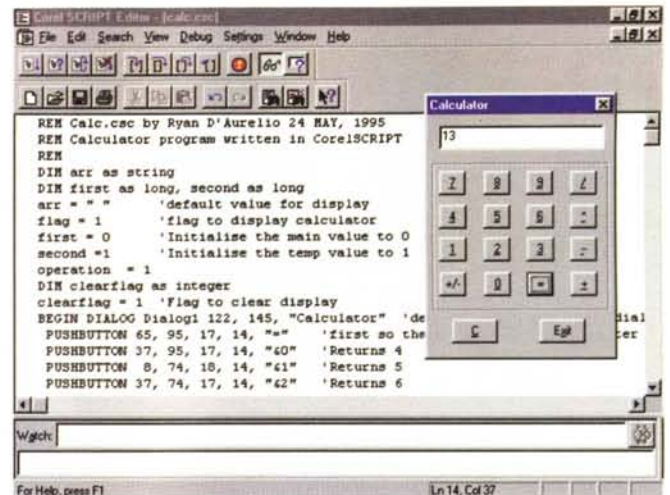 Corel SCRIPT Editor - [calc.csc]
File Edit Search View Debug Settings Window Help
REM Calc.csc by Ryan D'Aurelio 24 MAY, 1995
REM Calculator program written in CorelSCRIPT
REM
DIM arr as string
DIM first as long, second as long
arr = " " 'default value for display
flag = 1 'flag to display calculator
first = 0 'Initialise the main value to 0
second =1 'Initialise the temp value to 1
operation = 1
DIM clearflag as integer
clearflag = 1 'Flag to clear display
BEGIN DIALOG Dialog1 122, 145, "Calculator" 'de dial
PUSHBUTTON 65, 95, 17, 14, "=" 'first so the ter
PUSHBUTTON 37, 95, 17, 14, "&0" 'Returns 4
PUSHBUTTON 8, 74, 18, 14, "&1" 'Returns 5
PUSHBUTTON 37, 74, 17, 14, "&2" 'Returns 6
Calculator
13
7 8 9 /
4 5 6
1 2 3 -
+/- 0 = +
C Exit
Watch:
For Help, press F1 Ln 14, Col 37